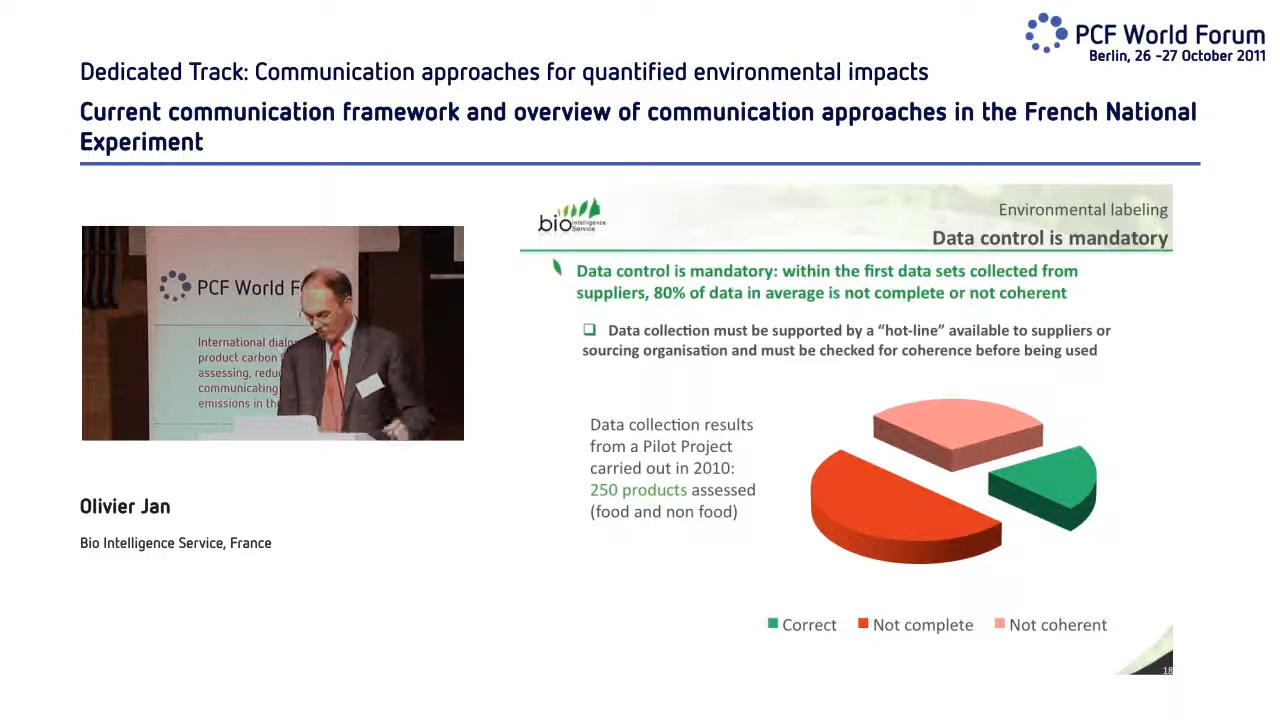 PCF World Forum
Berlin, 26 –27 October 2011
Dedicated Track: Communication approaches for quantified environmental impacts
Current communication framework and overview of communication approaches in the French National
Experiment
bio Intelligence
Service
Environmental labeling
Data control is mandatory
Data control is mandatory: within the first data sets collected from
suppliers, 80% of data in average is not complete or not coherent
Data collection must be supported by a “hot-line” available to suppliers or
sourcing organisation and must be checked for coherence before being used
PCF World F
International dialo
product carbon
assessing, redu
communicating
emissions in th
Data collection results
from a Pilot Project
carried out in 2010:
250 products assessed
(food and non food)
Correct Not complete Not coherent
18
Olivier Jan
Bio Intelligence Service, France